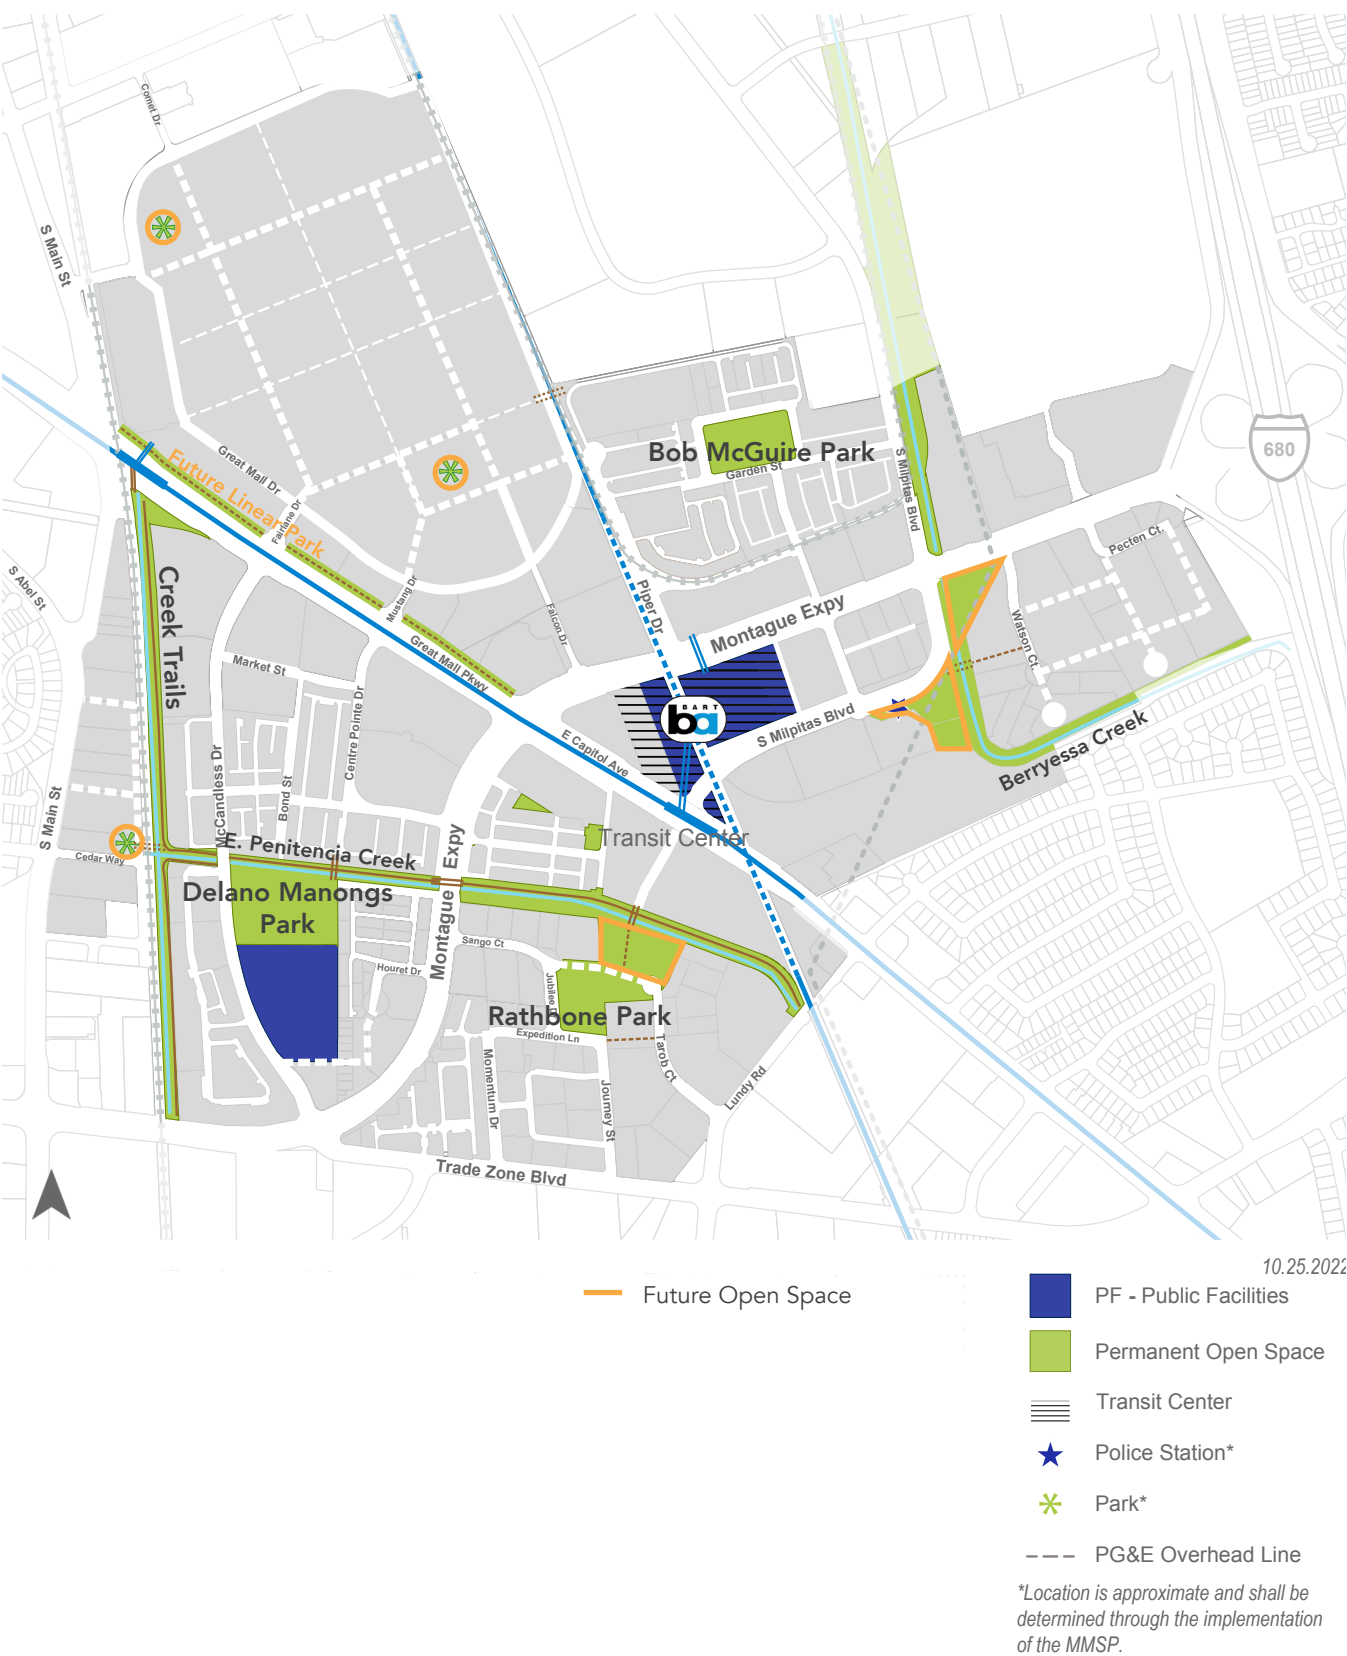 Comet Dr
S Main St
680
Bob McGuire Park
Garden St
S Milpitas Blvd
Great Mall Dr
Future Linear Park
Fairlane Dr
Pecten Ct.
S Abel St
Creek Trails
Mustang Dr
Falcon Dr
Piper Dr
Montague Expy
Watson Ct.
Great Mall Pkwy
Market St
Centre Pointe Dr
BART
ba
S Milpitas Blvd
E Capitol Ave
Berryessa Creek
McCandless Dr
Bond St
S Main St
Transit Center
Cedar Way
E. Penitencia Creek
Montague Expy
Delano Manongs
Park
Sango Ct
Houret Dr
Jubilee D
Rathbone Park
Expedition Ln
Tarob Ct
Momentum Dr
Journey St
Lundy Rd
Trade Zone Blvd
10.25.2022
Future Open Space
PF - Public Facilities
Permanent Open Space
Transit Center
Police Station*
Park*
PG&E Overhead Line
*Location is approximate and shall be
determined through the implementation
of the MMSP.